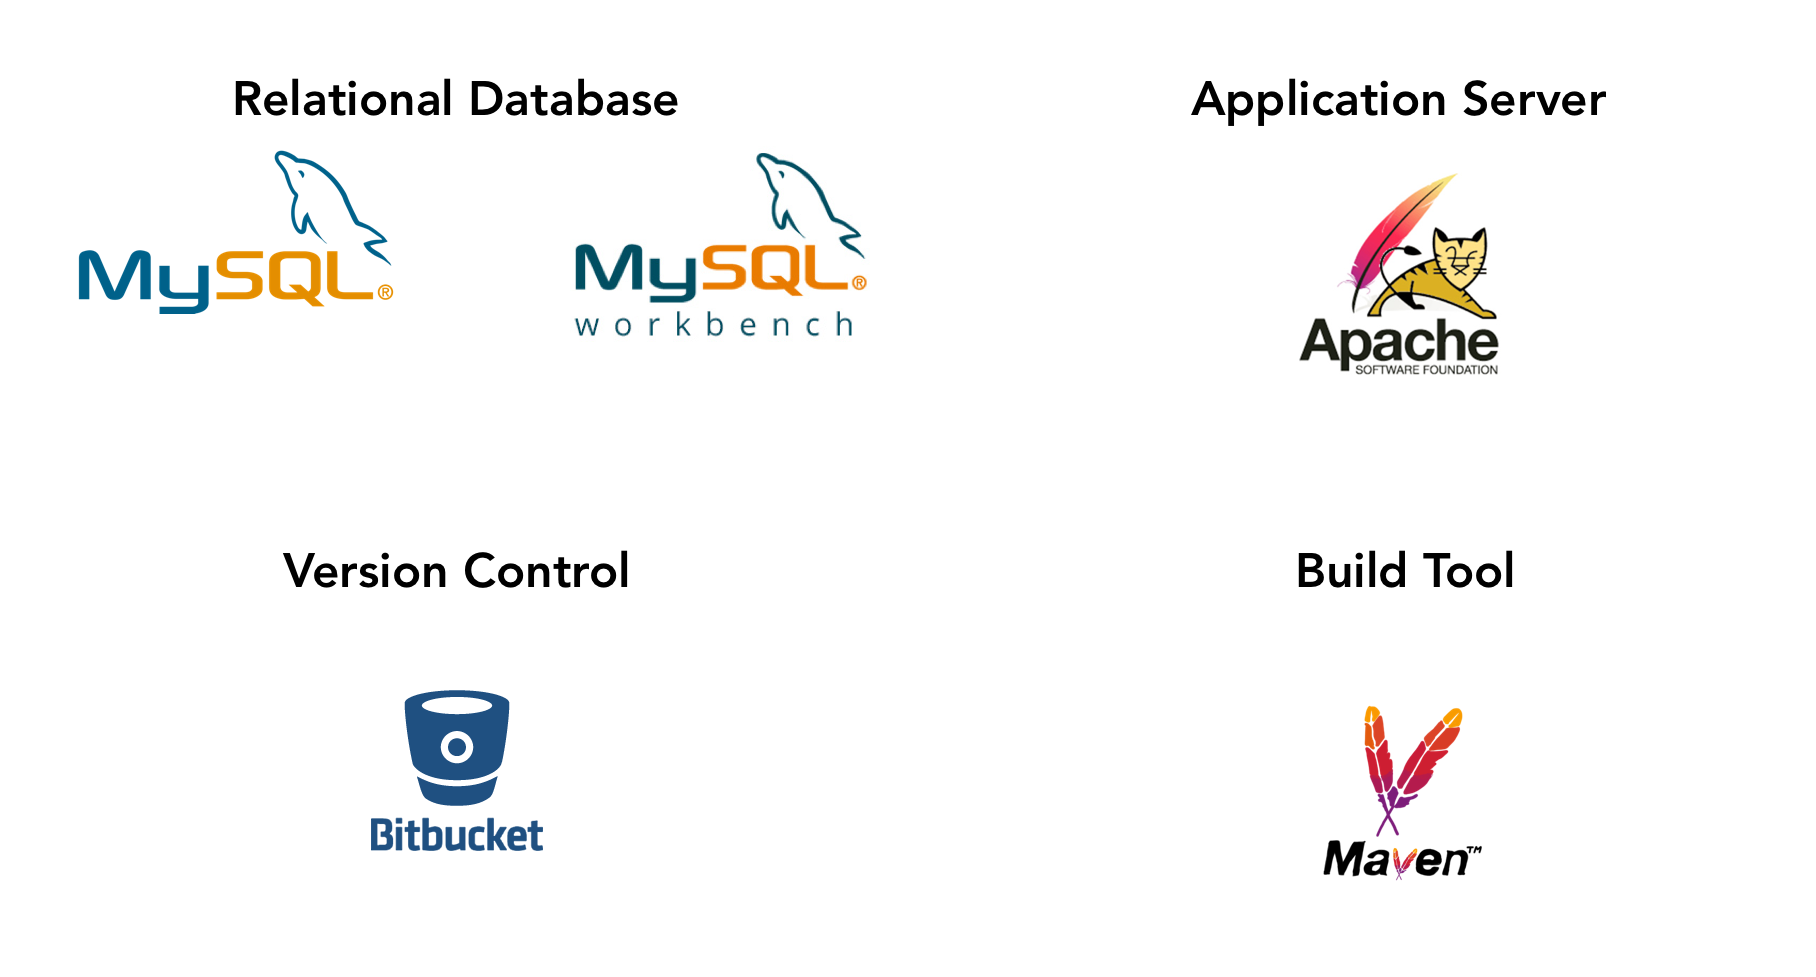 Relational Database
Application Server
MySQL®
MySQL®
workbench
Apache
SOFTWARE FOUNDATION
Version Control
Build Tool
Bitbucket
Maven™